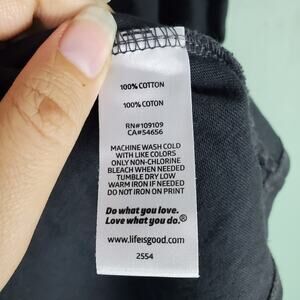 100% COTTON
100% COTON
RN#109109
CA#54656
MACHINE WASH COLD
WITH LIKE COLORS
ONLY NON-CHLORINE
BLEACH WHEN NEEDED
TUMBLE DRY LOW
WARM IRON IF NEEDED
DO NOT IRON ON PRINT
Do what you love.
Love what you do.®
www.lifeisgood.com
2554